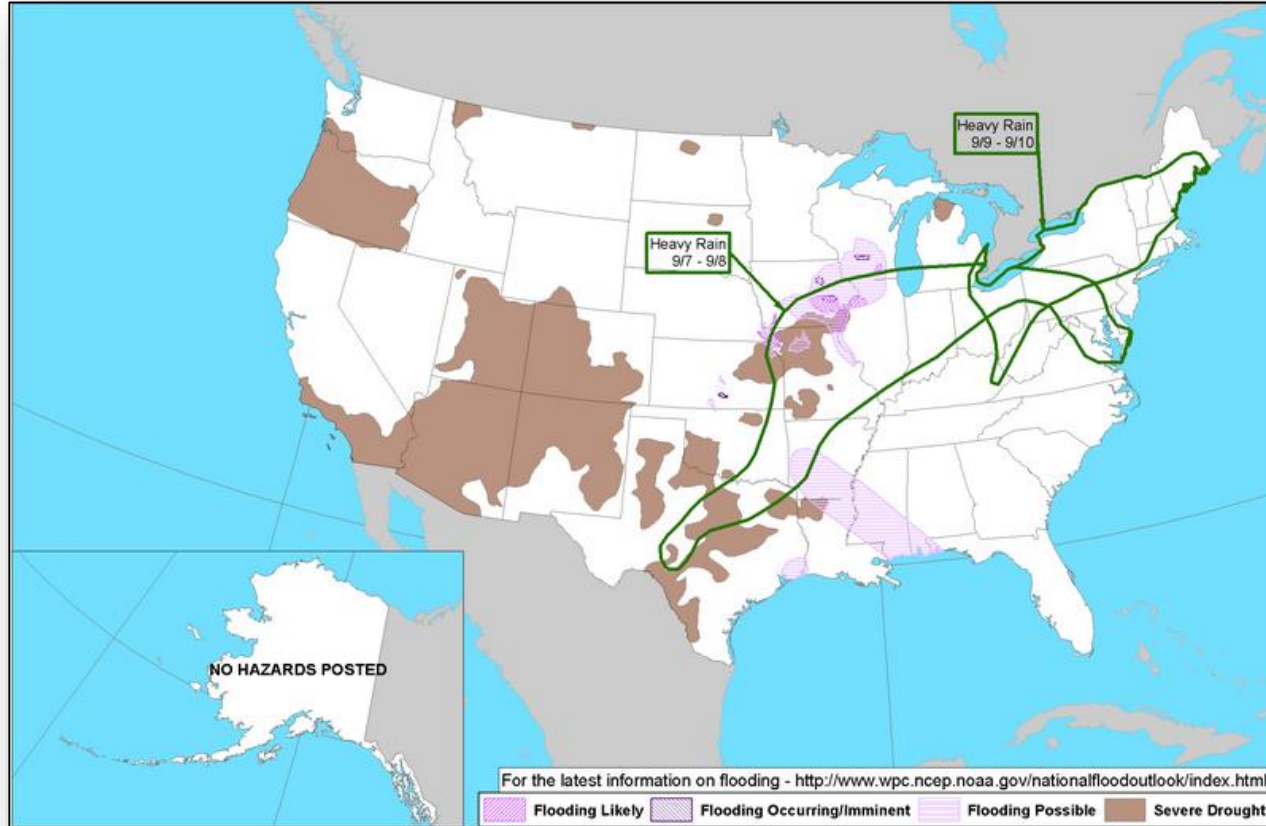 Heavy Rain
9/9 - 9/10
Heavy Rain
9/7 - 9/8
NO HAZARDS POSTED
For the latest information on flooding - http://www.wpc.ncep.noaa.gov/nationalfloodoutlook/index.html
Flooding Likely Flooding Occurring/Imminent Flooding Possible Severe Drought